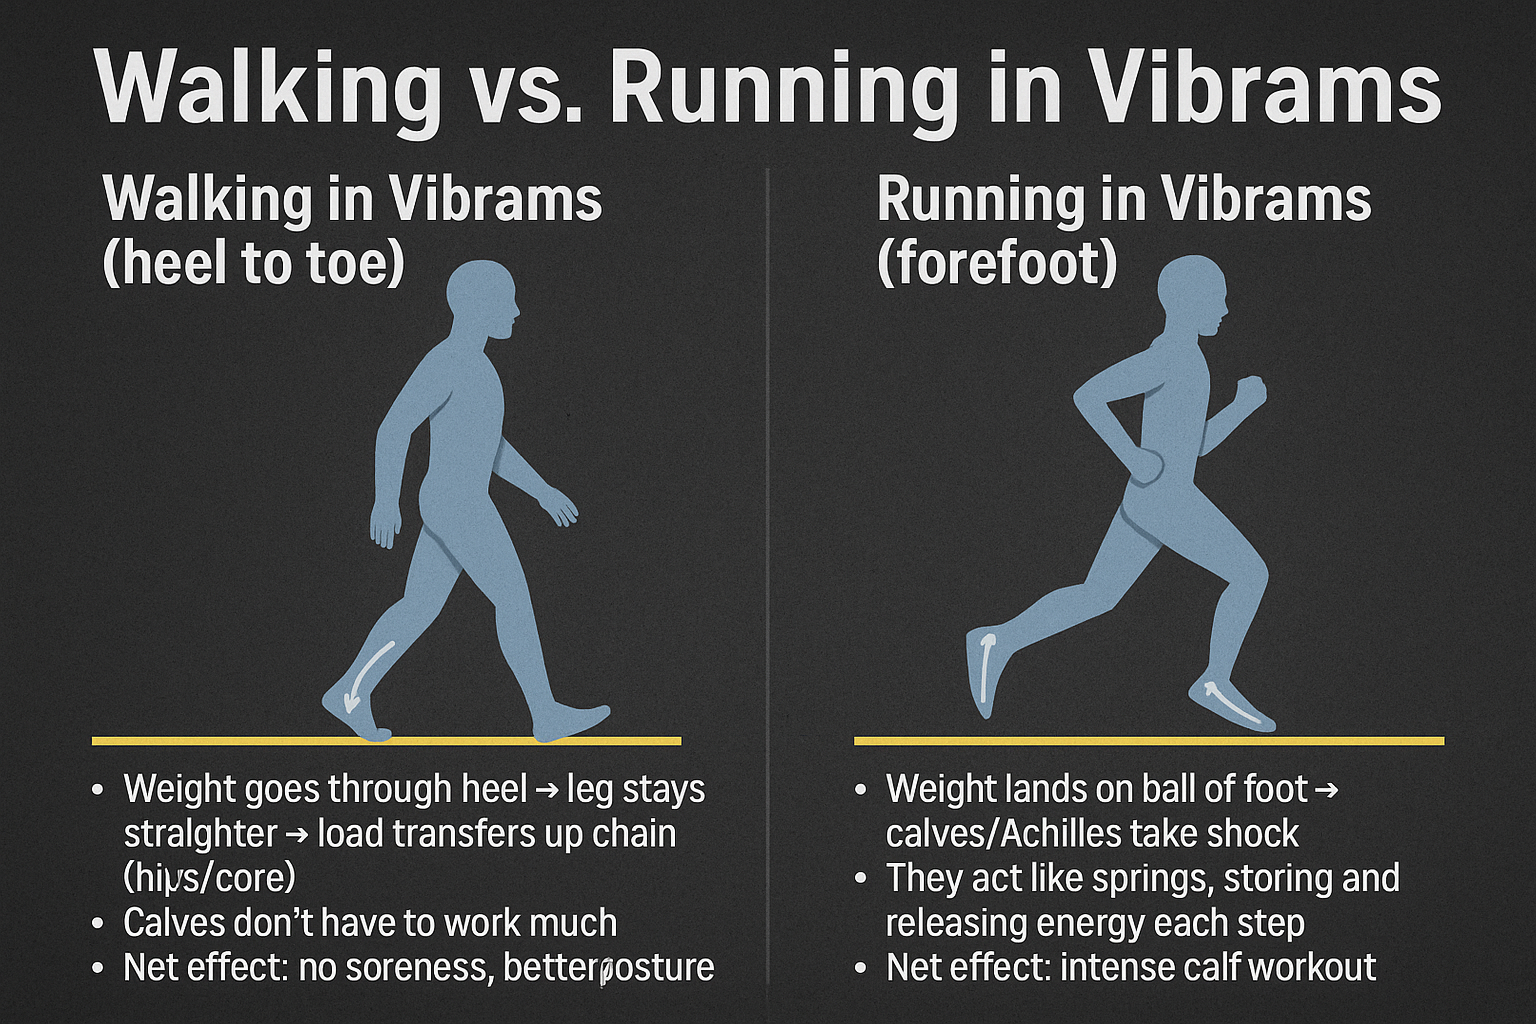 Walking vs. Running in Vibrams
Walking in Vibrams
(heel to toe)
• Weight goes through heel → leg stays
stralghter → load transfers up chain
(hips/core)
• Calves don't have to work much
• Net effect: no soreness, better posture
Running in Vibrams
(forefoot)
• Weight lands on ball of foot →
calves/Achilles take shock
• They act like springs, storing and
releasing energy each step
• Net effect: intense calf workout